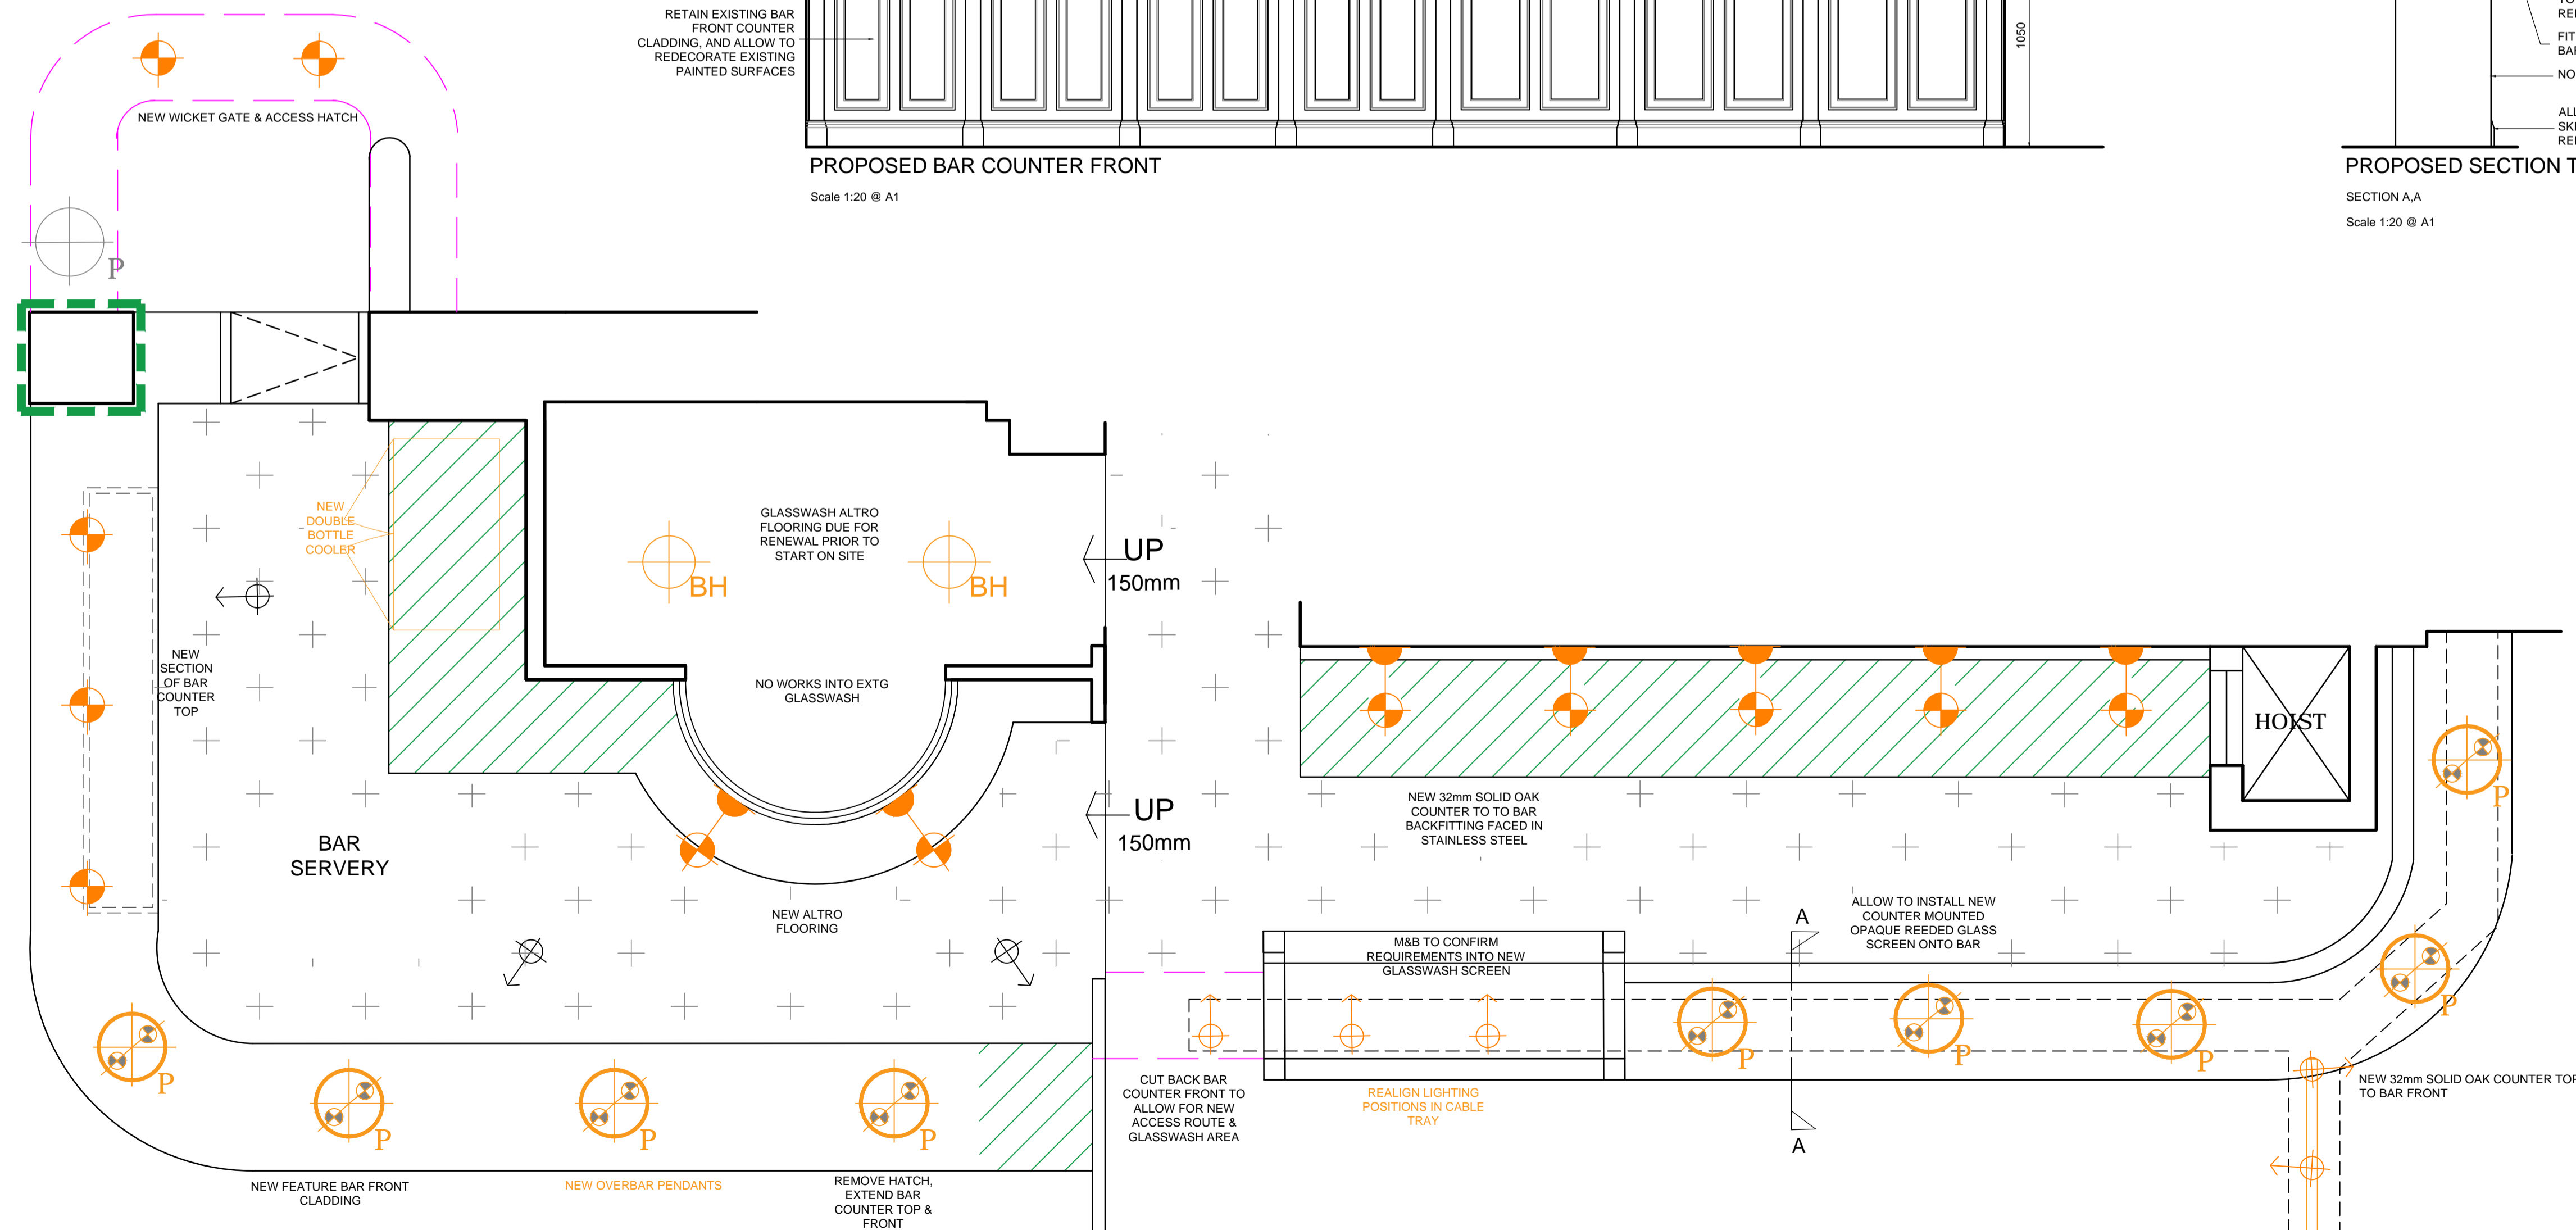 RETAIN EXISTING BAR
FRONT COUNTER
CLADDING, AND ALLOW TO
REDECORATE EXISTING
PAINTED SURFACES
1050
FIT
NO
ALL
PROPOSED BAR COUNTER FRONT
Scale 1:20 @ A1
PROPOSED SECTION T
SECTION A,A
Scale 1:20 @ A1
NEW WICKET GATE & ACCESS HATCH
P
NEW
DOUBLE
BOTTLE
COOLER
GLASSWASH ALTRO
FLOORING DUE FOR
RENEWAL PRIOR TO
START ON SITE
BH
BH
UP
150mm
NEW
SECTION
OF BAR
COUNTER
TOP
NO WORKS INTO EXTG
GLASSWASH
HOIST
P
UP
150mm
BAR
SERVERY
NEW 32mm SOLID OAK
COUNTER TO TO BAR
BACKFITTING FACED IN
STAINLESS STEEL
NEW ALTRO
FLOORING
A
ALLOW TO INSTALL NEW
COUNTER MOUNTED
OPAQUE REEDED GLASS
SCREEN ONTO BAR
M&B TO CONFIRM
REQUIREMENTS INTO NEW
GLASSWASH SCREEN
P
P
P
P
P
P
P
P
CUT BACK BAR
COUNTER FRONT TO
ALLOW FOR NEW
ACCESS ROUTE &
GLASSWASH AREA
REALIGN LIGHTING
POSITIONS IN CABLE
TRAY
A
NEW 32mm SOLID OAK COUNTER TOP
TO BAR FRONT
NEW FEATURE BAR FRONT
CLADDING
NEW OVERBAR PENDANTS
REMOVE HATCH,
EXTEND BAR
COUNTER TOP &
FRONT